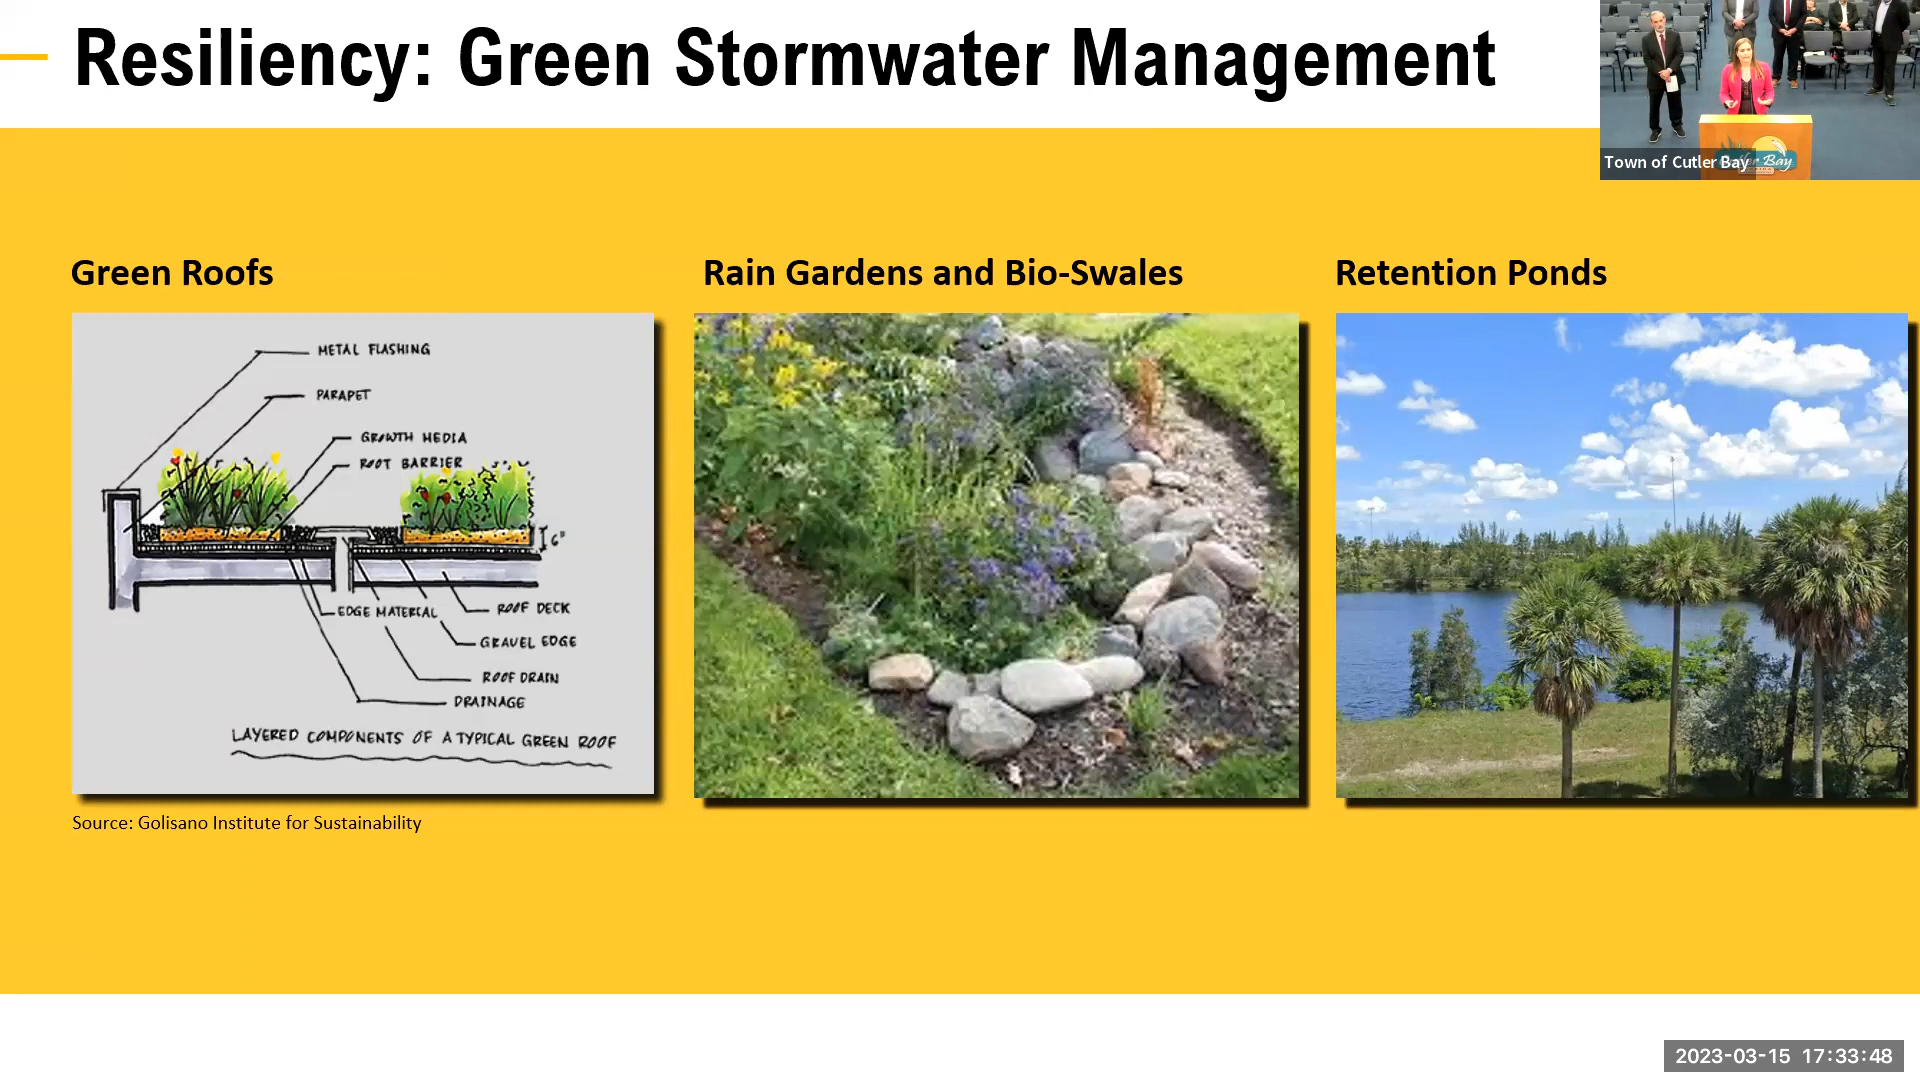 Resiliency: Green Stormwater Management
Town of Cutler Bay
Green Roofs
Rain Gardens and Bio-Swales
Retention Ponds
METAL FLASHING
PARAPET
GROWTH MEDIA
ROOT BARRIER
6"
EDGE MATERIAL
ROOF DECK
GRAVEL EDGE
ROOF DRAIN
DRAINAGE
LAYERED COMPONENTS OF A TYPICAL GREEN ROOF
Source: Golisano Institute for Sustainability
2023-03-15 17:33:48